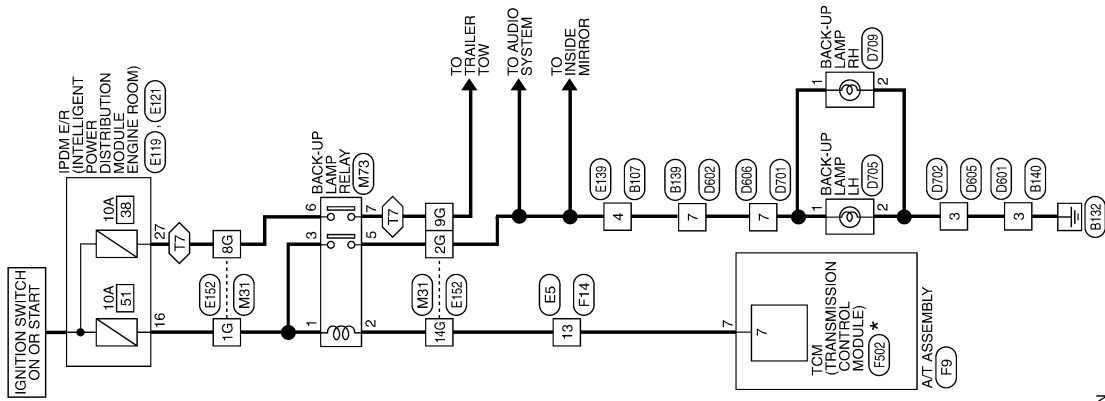 IGNITION SWITCH
ON OR START
IPDM E/R
(INTELLIGENT
POWER
DISTRIBUTION
MODULE
ENGINE ROOM)
E119 , E121
10A
51
10A
38
16
27
T7
1G
8G
E152
M31
1
3
6
BACK-UP
LAMP
RELAY
M73
2
5
7
T7
14G
2G
9G
M31
E152
TO
TRAILER
TOW
TO AUDIO
SYSTEM
TO
INSIDE
MIRROR
13
E5
F14
4
E139
B107
7
B139
D602
7
D606
D701
7
7
TCM
(TRANSMISSION
CONTROL
MODULE)
F502 *
A/T ASSEMBLY
F9
1
BACK-UP
LAMP
LH
D705
2
1
BACK-UP
LAMP
RH
D709
2
3
D702
D605
3
D601
B140
B132